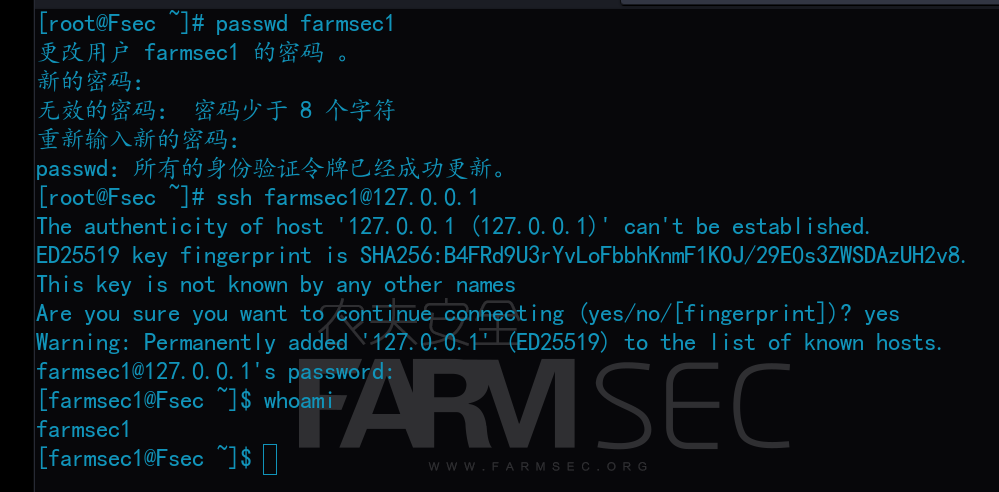 [root@Fsec ~]# passwd farmsec1
更改用户 farmsec1 的密码 。
新的密码：
无效的密码： 密码少于 8 个字符
重新输入新的密码：
passwd：所有的身份验证令牌已经成功更新。
[root@Fsec ~]# ssh farmsec1@127.0.0.1
The authenticity of host '127.0.0.1 (127.0.0.1)' can't be established.
ED25519 key fingerprint is SHA256:B4FRd9U3rYvLoFbbhKnmF1KOJ/29E0s3ZWSDAzUH2v8.
This key is not known by any other names
Are you sure you want to continue connecting (yes/no/[fingerprint])? yes
Warning: Permanently added '127.0.0.1' (ED25519) to the list of known hosts.
farmsec1@127.0.0.1's password:
[farmsec1@Fsec ~]$ whoami
farmsec1
[farmsec1@Fsec ~]$
农夫安全
FARMSEC
WWW.FARMSEC.ORG